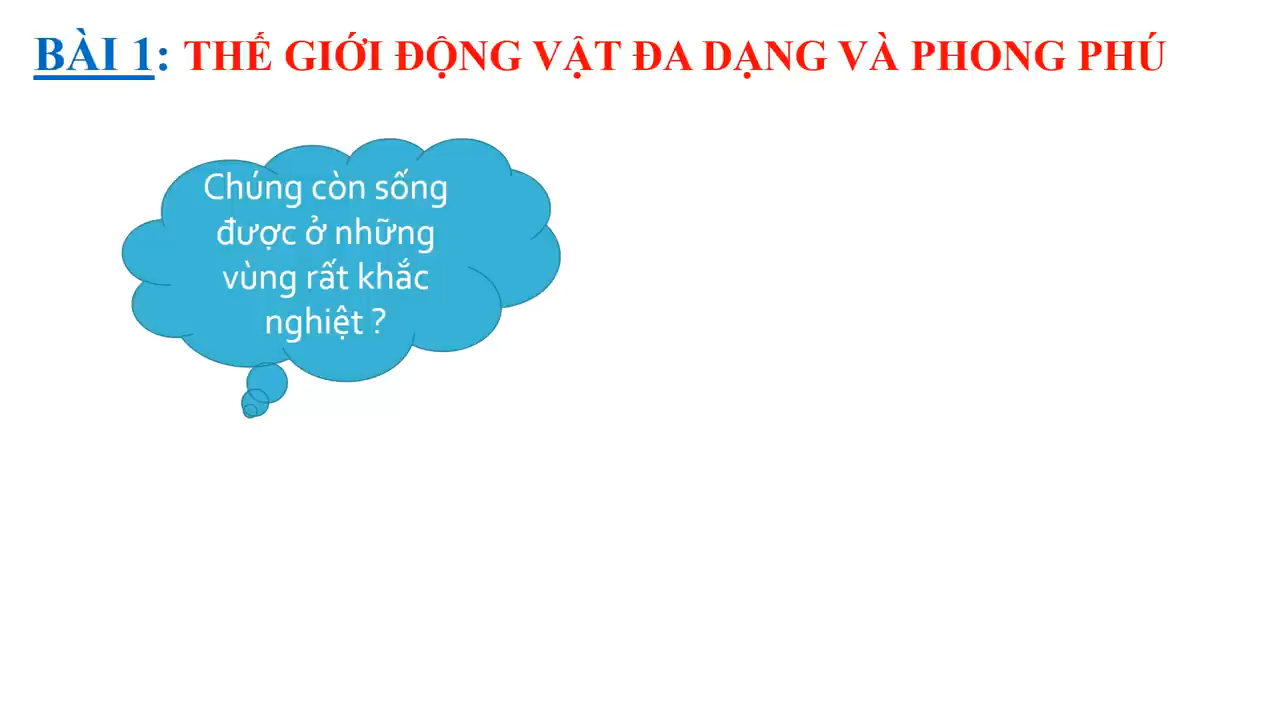 BÀI 1: THẾ GIỚI ĐỘNG VẬT ĐA DẠNG VÀ PHONG PHÚ
Chúng còn sống
được ở những
vùng rất khắc
nghiệt ?